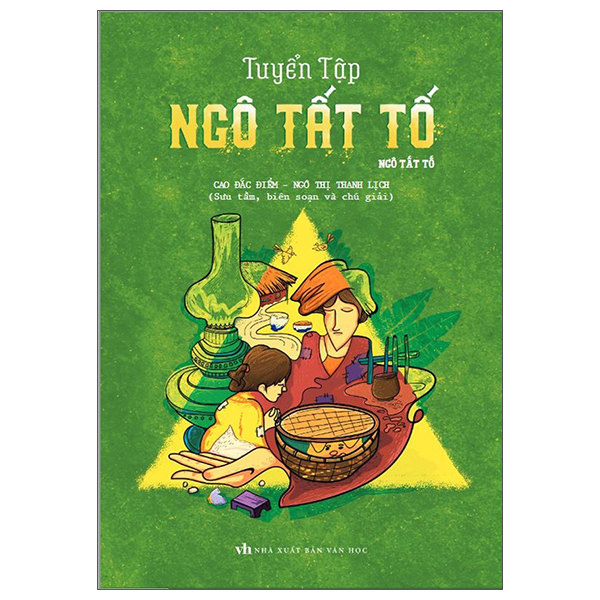 Tuyển Tập
NGÔ TẤT TỐ
NGÔ TẤT TỐ
CAO ĐẮC ĐIỂM – NGÔ THỊ THANH LỊCH
(Sưu tầm, biên soạn và chú giải)
vh NHÀ XUẤT BẢN VĂN HỌC